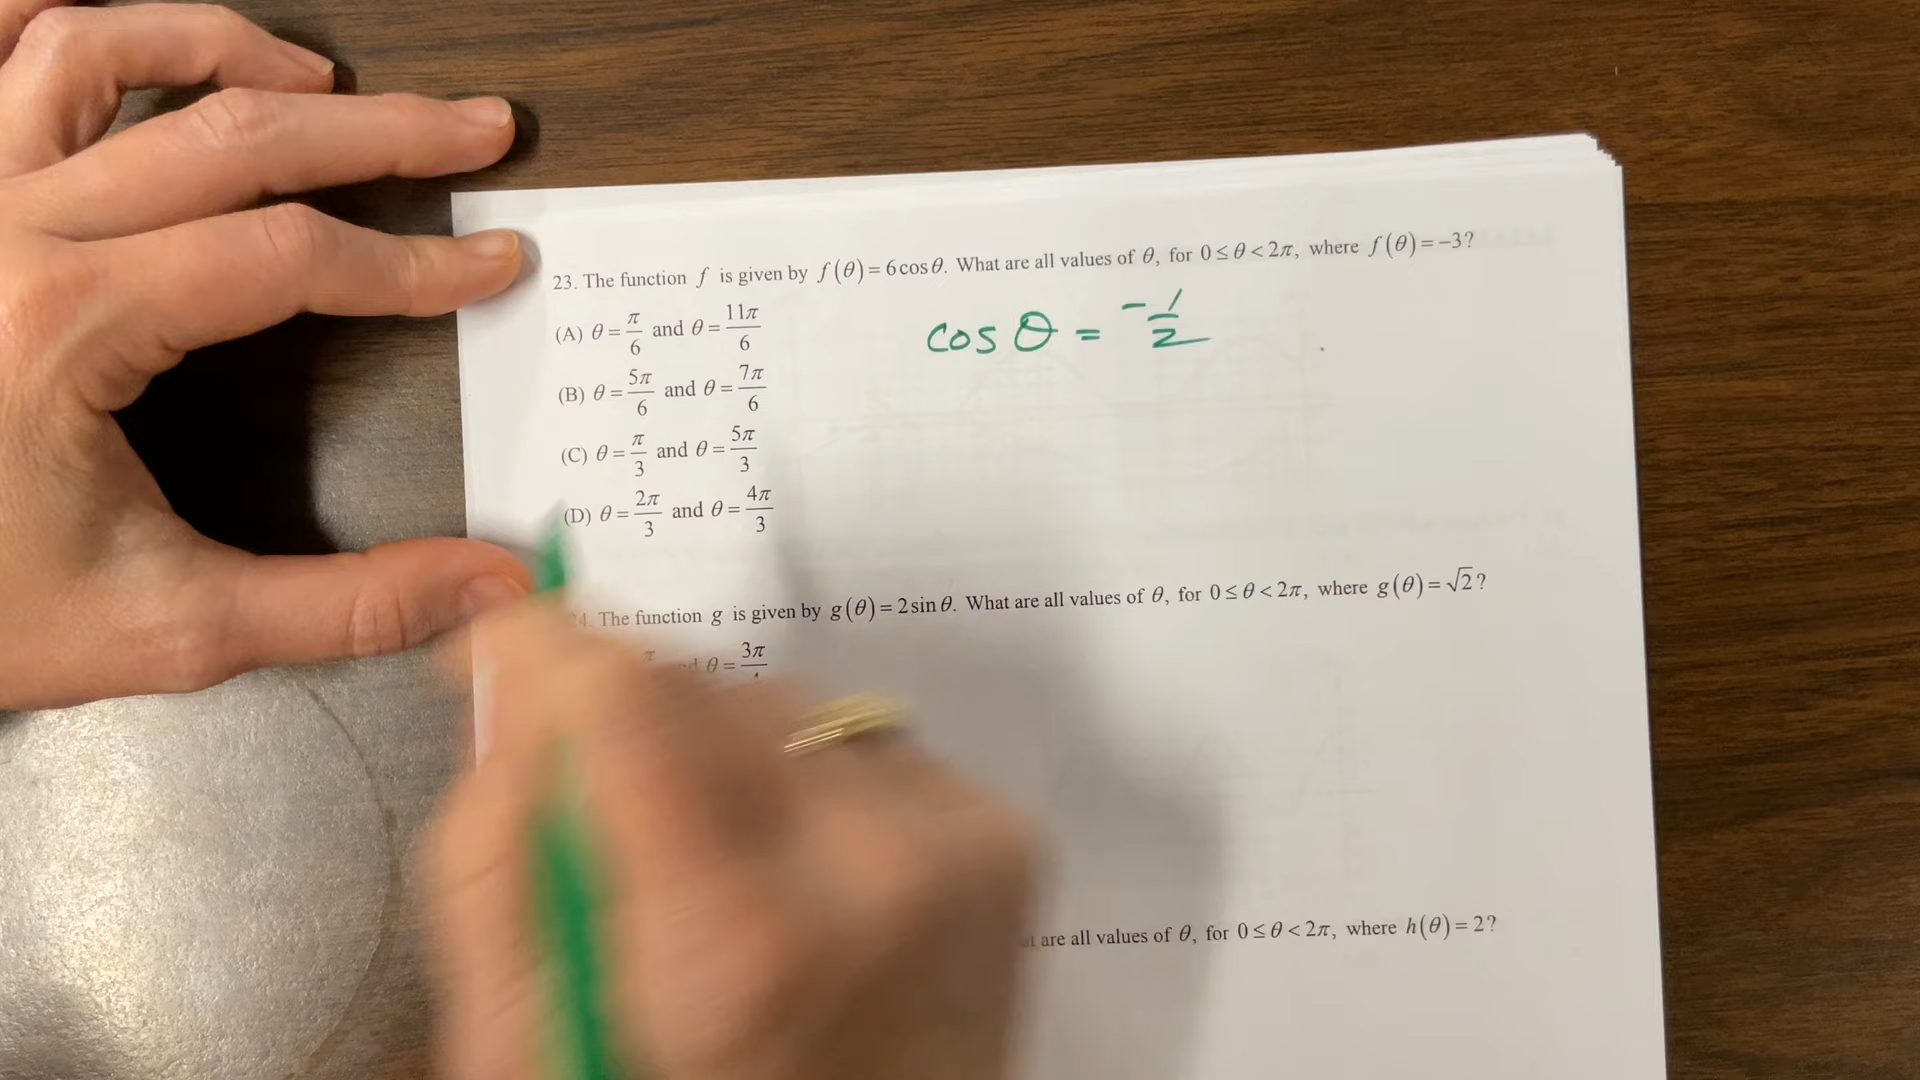 23. The function f is given by f(θ) = 6cosθ. What are all values of θ, for 0 ≤ θ < 2π, where f(θ) = −3?
cos θ = -1/2
(A) θ = π/6 and θ = 11π/6
(B) θ = 5π/6 and θ = 7π/6
(C) θ = π/3 and θ = 5π/3
(D) θ = 2π/3 and θ = 4π/3
24. The function g is given by g(θ) = 2sinθ. What are all values of θ, for 0 ≤ θ < 2π, where g(θ) = √2?
θ = 3π/
are all values of θ, for 0 ≤ θ < 2π, where h(θ) = 2?